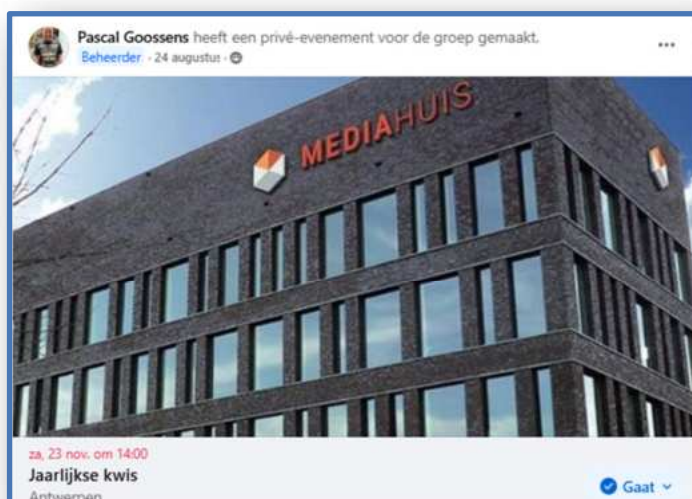 Pascal Goossens heeft een privé-evenement voor de groep gemaakt.
Beheerder · 24 augustus ·
MEDIAHUIS
za, 23 nov. om 14:00
Jaarlijkse kwis
Gaat
Antwerpen